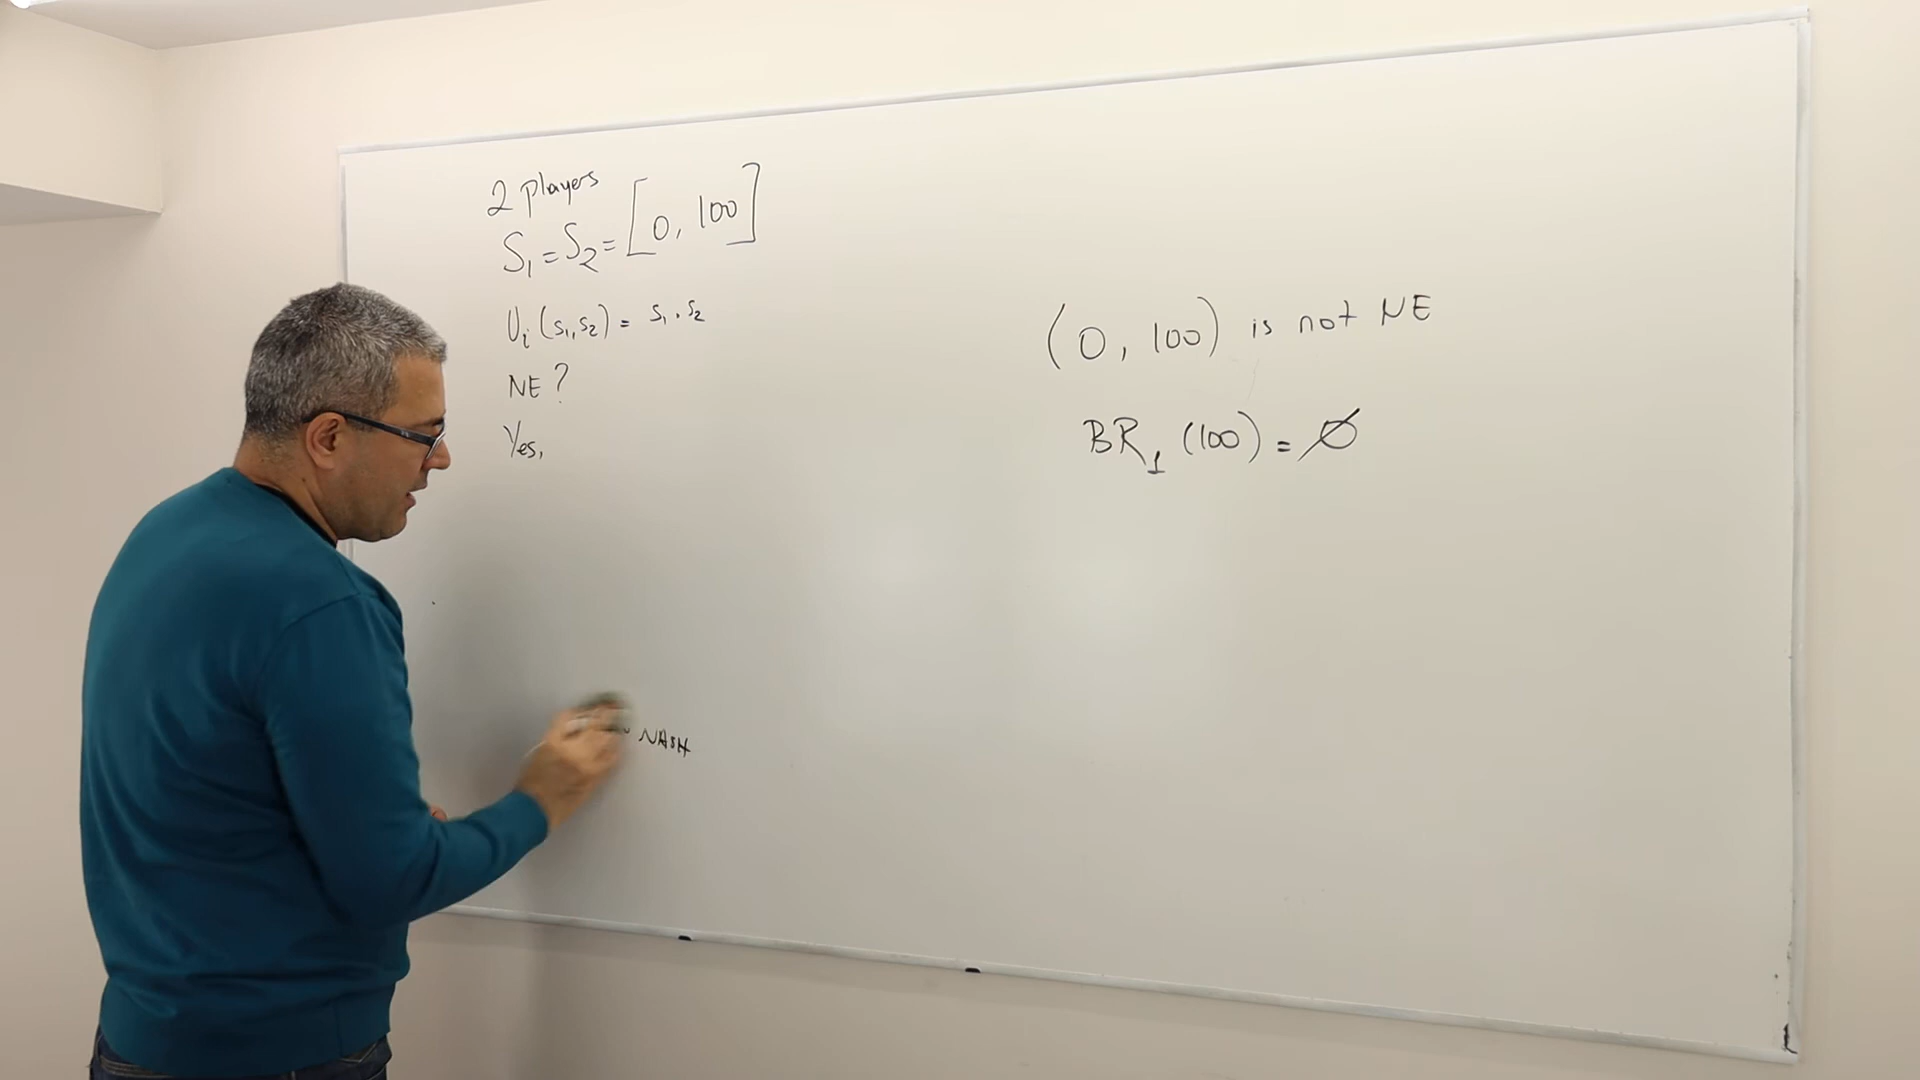 2 players
S₁ = S₂ = [0, 100]
Uᵢ (s₁, s₂) = s₁ . s₂
NE ?
Yes,
NASH
(0, 100) is not NE
BR₁ (100) = ∅